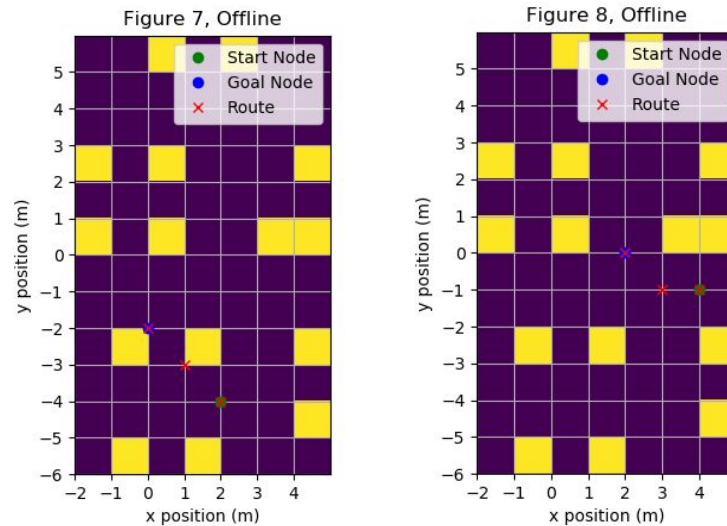 Figure 7, Offline
Start Node
Goal Node
Route
5
4
3
2
1
0
−1
−2
−3
−4
−5
−6
y position (m)
−2 −1 0 1 2 3 4
x position (m)
Figure 8, Offline
Start Node
Goal Node
Route
5
4
3
2
1
0
−1
−2
−3
−4
−5
−6
y position (m)
−2 −1 0 1 2 3 4
x position (m)